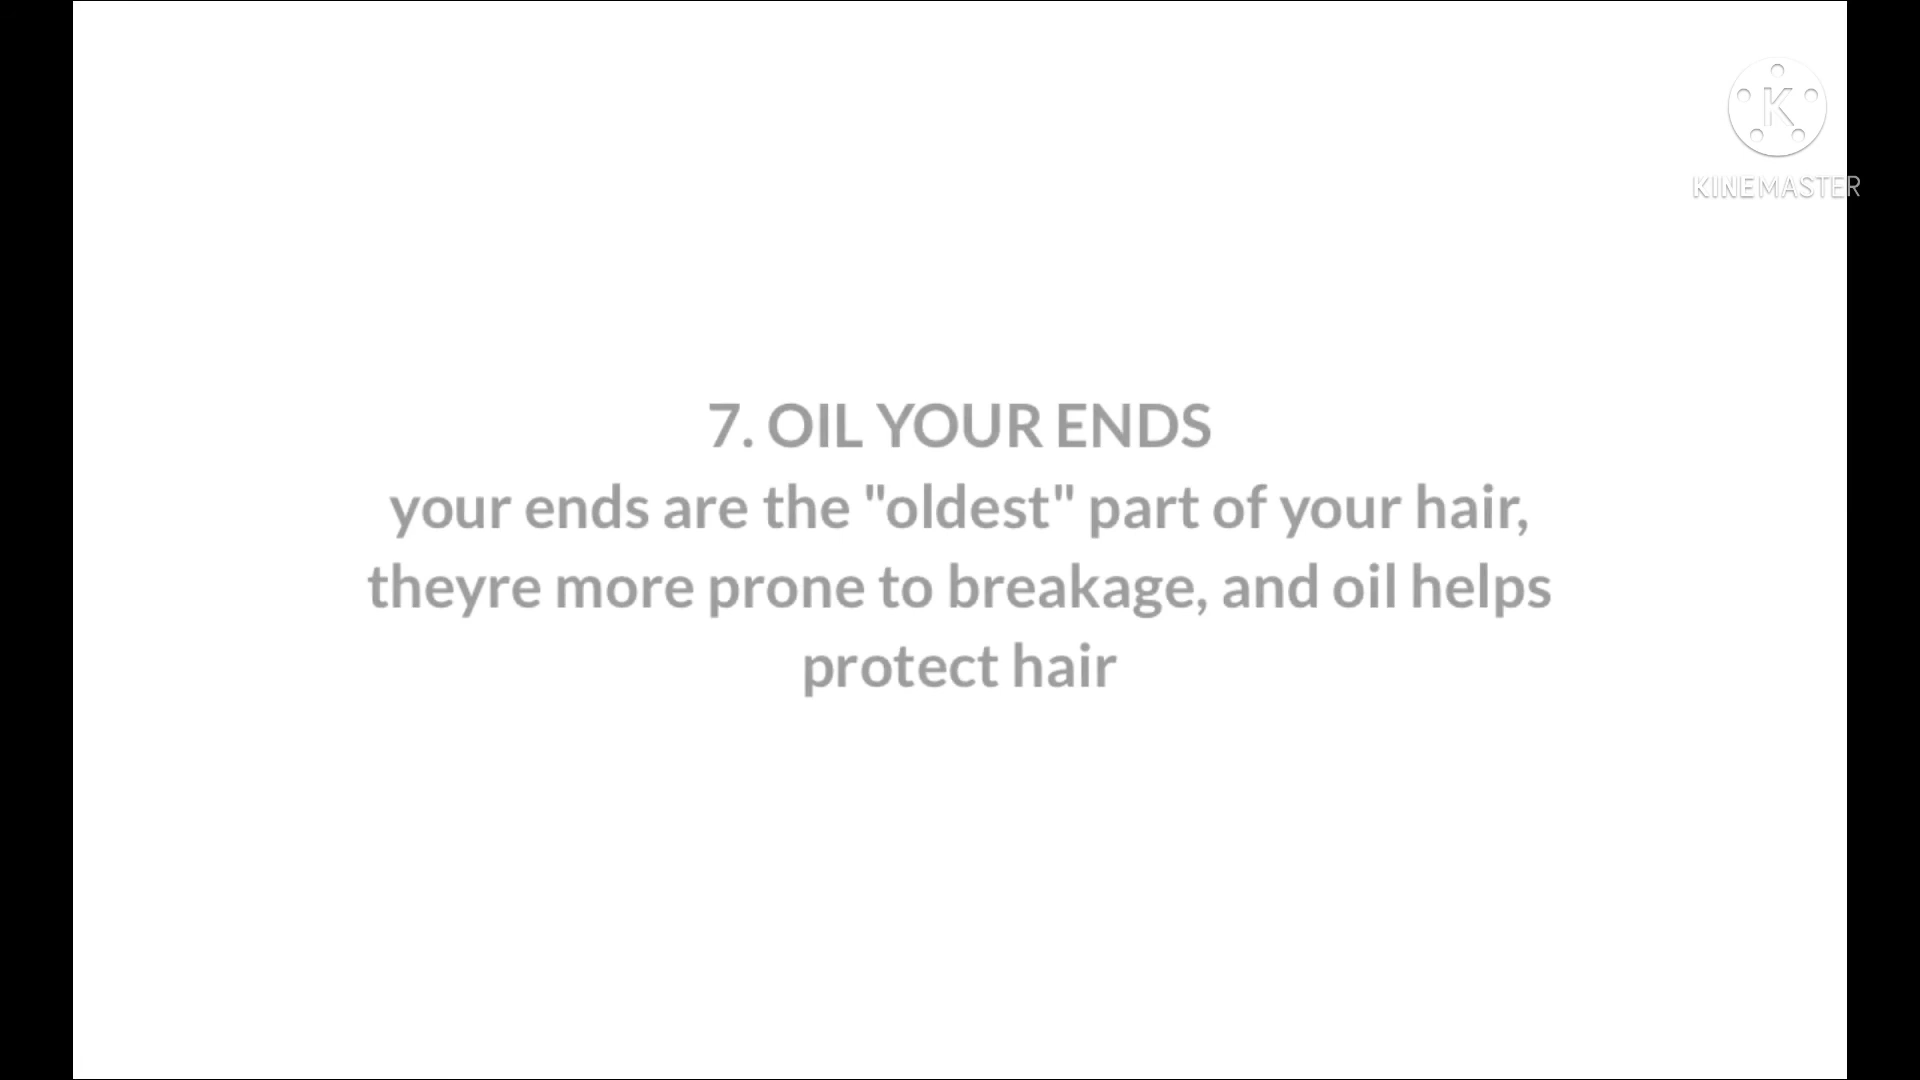 K
KINEMASTER
7. OIL YOUR ENDS
your ends are the "oldest" part of your hair,
theyre more prone to breakage, and oil helps
protect hair